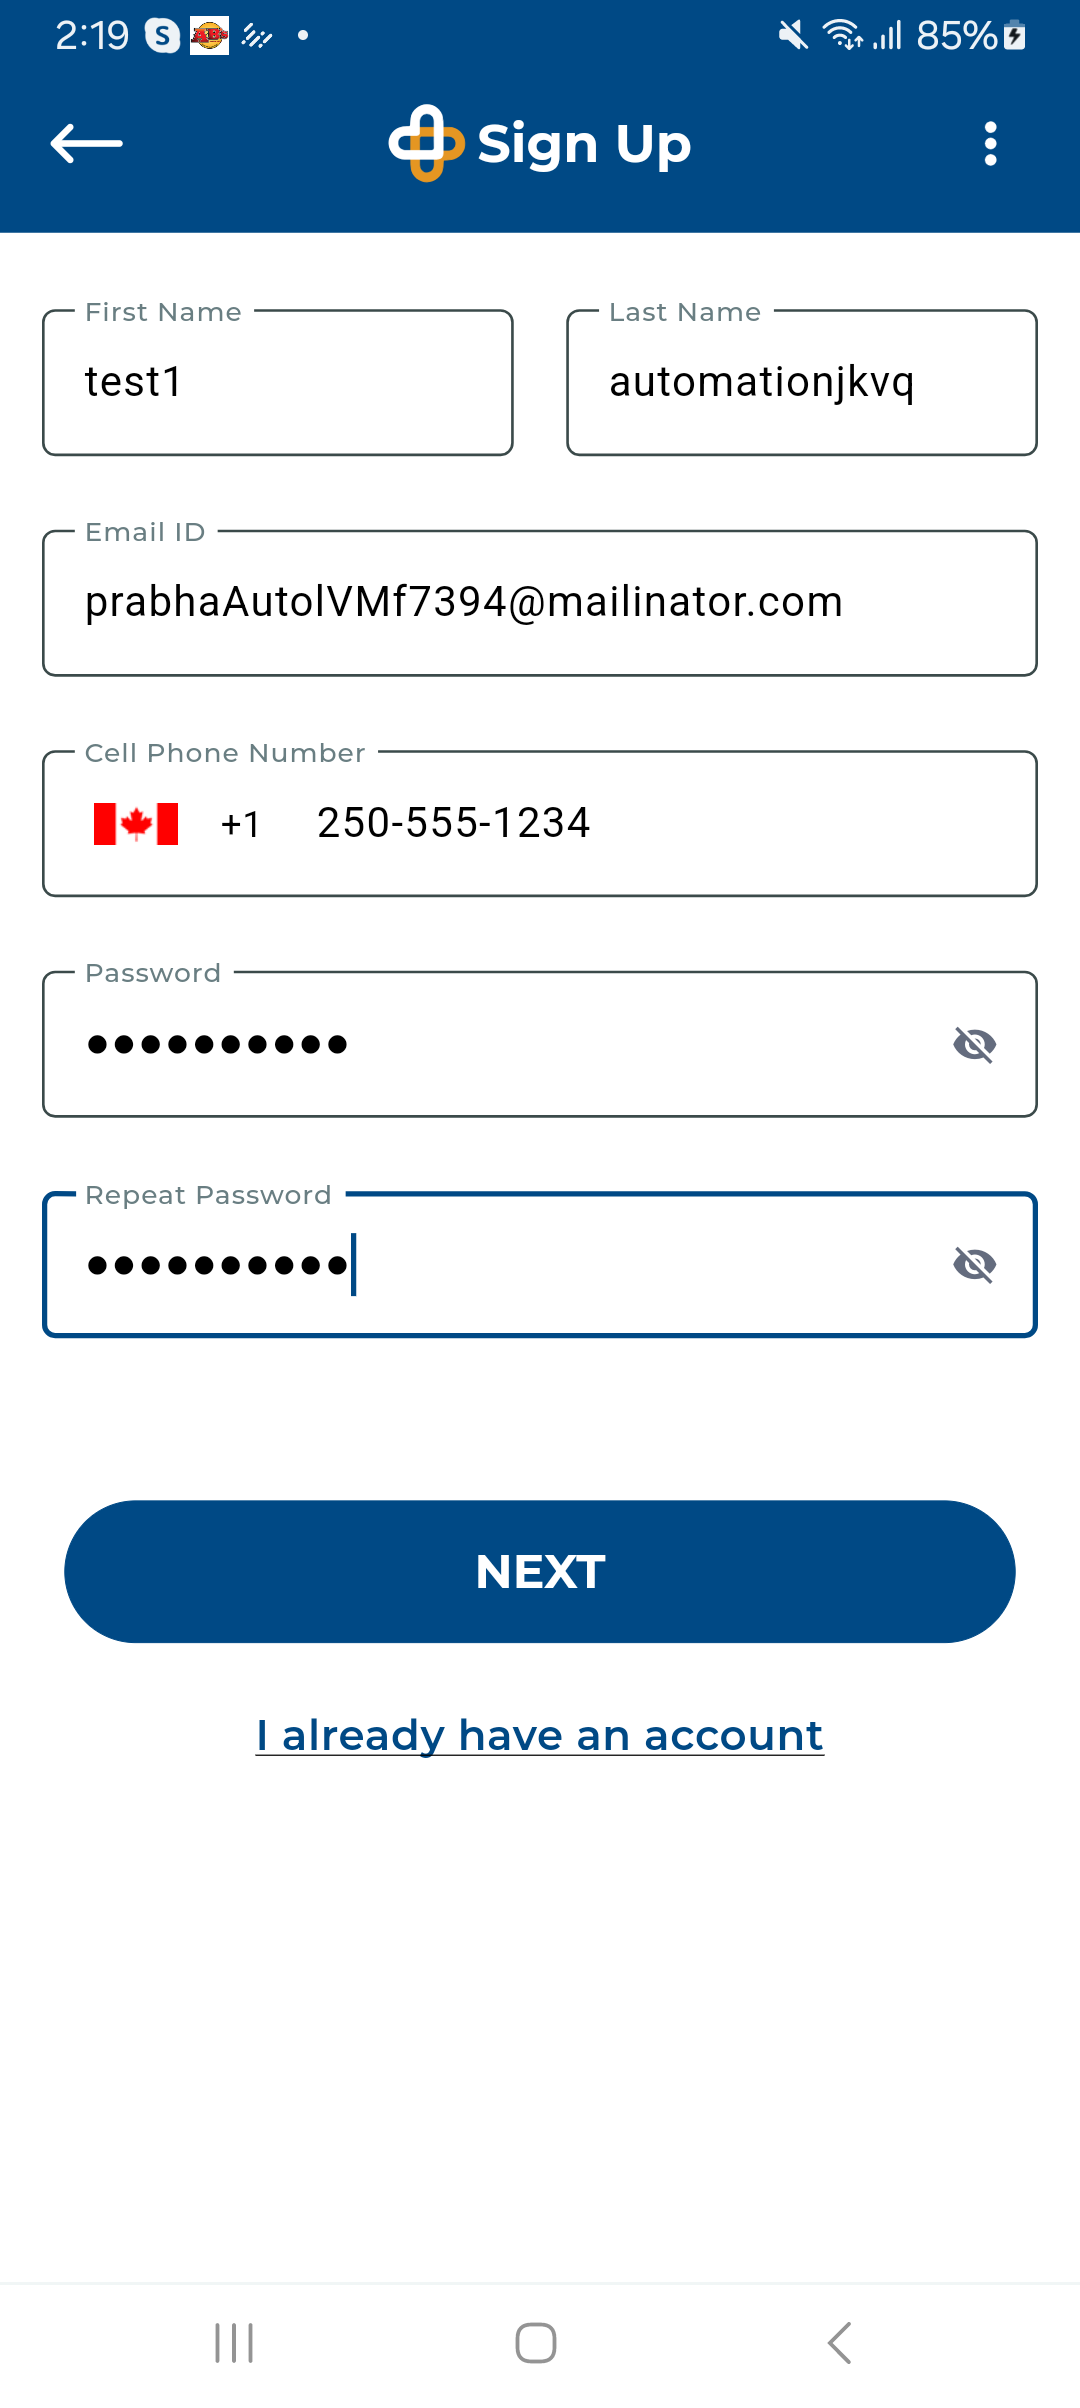 2:19 S 85%
Sign Up
First Name Last Name
test1 automationjkvq
Email ID
prabhaAutolVMf7394@mailinator.com
Cell Phone Number
+1 250-555-1234
Password
Repeat Password
NEXT
I already have an account